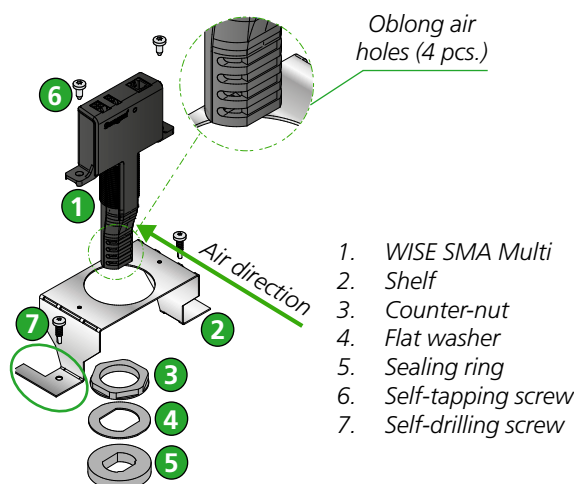 Oblong air
holes (4 pcs.)
6
1
Air direction
7
2
3
4
5
1. WISE SMA Multi
2. Shelf
3. Counter-nut
4. Flat washer
5. Sealing ring
6. Self-tapping screw
7. Self-drilling screw